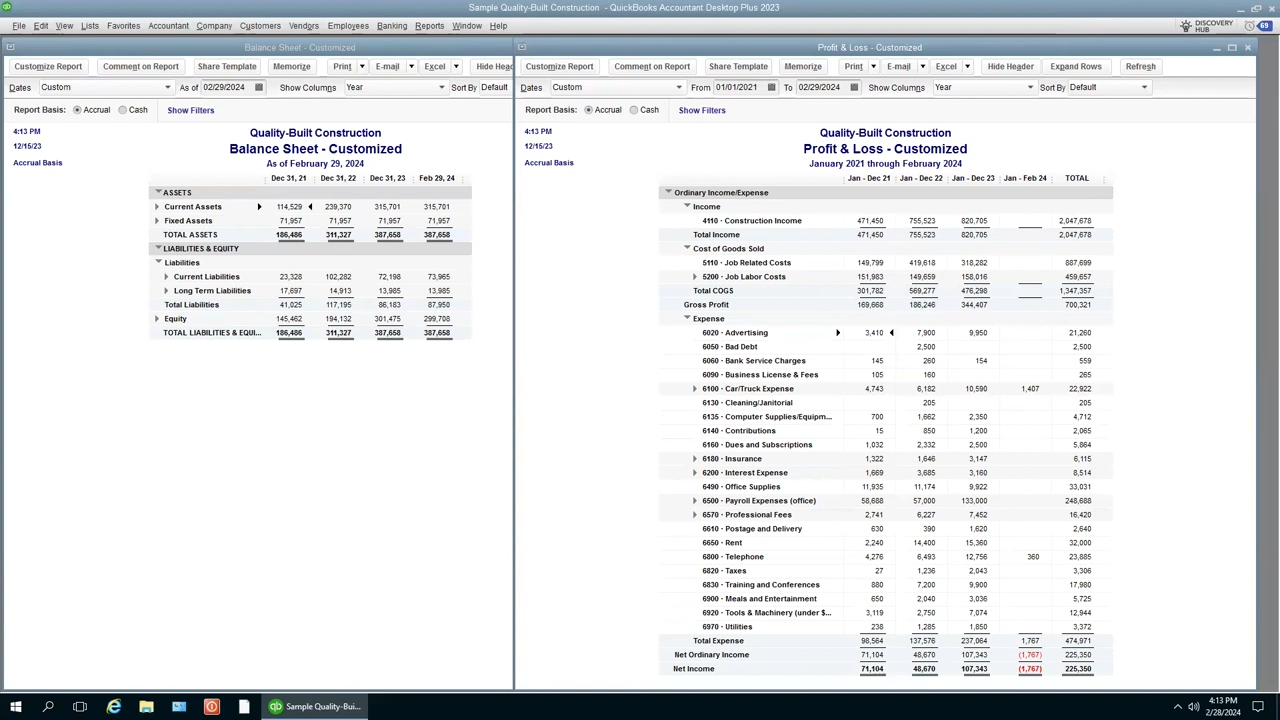 Sample Quality-Built Construction - QuickBooks Accountant Desktop Plus 2023
File Edit View Lists Favorites Accountant Company Customers Vendors Employees Banking Reports Window Help
DISCOVERY HUB 69
Balance Sheet - Customized
Customize Report Comment on Report Share Template Memorize Print E-mail Excel Hide Head
Dates Custom As of 02/29/2024 Show Columns Year Sort By Default
Report Basis: Accrual Cash Show Filters
4:13 PM
12/15/23
Accrual Basis
Quality-Built Construction
Balance Sheet - Customized
As of February 29, 2024
Dec 31, 21 Dec 31, 22 Dec 31, 23 Feb 29, 24
ASSETS
Current Assets 114,529 239,370 315,701 315,701
Fixed Assets 71,957 71,957 71,957 71,957
TOTAL ASSETS 186,486 311,327 387,658 387,658
LIABILITIES & EQUITY
Liabilities
Current Liabilities 23,328 102,282 72,198 73,965
Long Term Liabilities 17,697 14,913 13,985 13,985
Total Liabilities 41,025 117,195 86,183 87,950
Equity 145,462 194,132 301,475 299,708
TOTAL LIABILITIES & EQUI... 186,486 311,327 387,658 387,658
Profit & Loss - Customized
Customize Report Comment on Report Share Template Memorize Print E-mail Excel Hide Header Expand Rows Refresh
Dates Custom From 01/01/2021 To 02/29/2024 Show Columns Year Sort By Default
Report Basis: Accrual Cash Show Filters
4:13 PM
12/15/23
Accrual Basis
Quality-Built Construction
Profit & Loss - Customized
January 2021 through February 2024
Jan - Dec 21 Jan - Dec 22 Jan - Dec 23 Jan - Feb 24 TOTAL
Ordinary Income/Expense
Income
4110 · Construction Income 471,450 755,523 820,705 2,047,678
Total Income 471,450 755,523 820,705 2,047,678
Cost of Goods Sold
5110 · Job Related Costs 149,799 419,618 318,282 887,699
5200 · Job Labor Costs 151,983 149,659 158,016 459,657
Total COGS 301,782 569,277 476,298 1,347,357
Gross Profit 169,668 186,246 344,407 700,321
Expense
6020 · Advertising 3,410 7,900 9,950 21,260
6050 · Bad Debt 2,500 2,500
6060 · Bank Service Charges 145 260 154 559
6090 · Business License & Fees 105 160 265
6100 · Car/Truck Expense 4,743 6,182 10,590 1,407 22,922
6130 · Cleaning/Janitorial 205 205
6135 · Computer Supplies/Equipm... 700 1,662 2,350 4,712
6140 · Contributions 15 850 1,200 2,065
6160 · Dues and Subscriptions 1,032 2,332 2,500 5,864
6180 · Insurance 1,322 1,646 3,147 6,115
6200 · Interest Expense 1,669 3,685 3,160 8,514
6490 · Office Supplies 11,935 11,174 9,922 33,031
6500 · Payroll Expenses (office) 58,688 57,000 133,000 248,688
6570 · Professional Fees 2,741 6,227 7,452 16,420
6610 · Postage and Delivery 630 390 1,620 2,640
6650 · Rent 2,240 14,400 15,360 32,000
6800 · Telephone 4,276 6,493 12,756 360 23,885
6820 · Taxes 27 1,236 2,043 3,306
6830 · Training and Conferences 880 7,200 9,900 17,980
6900 · Meals and Entertainment 650 2,040 3,036 5,725
6920 · Tools & Machinery (under $... 3,119 2,750 7,074 12,944
6970 · Utilities 238 1,285 1,850 3,372
Total Expense 98,564 137,576 237,064 1,767 474,971
Net Ordinary Income 71,104 48,670 107,343 (1,767) 225,350
Net Income 71,104 48,670 107,343 (1,767) 225,350
Sample Quality-Bui...
4:13 PM
2/28/2024